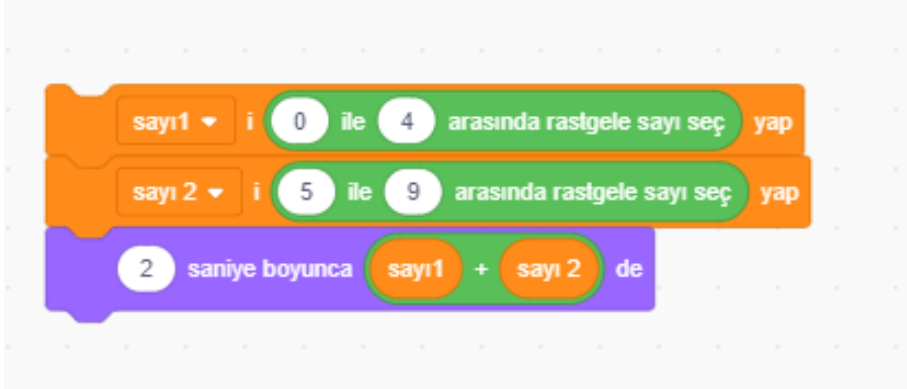 sayı1 i 0 ile 4 arasında rastgele sayı seç yap
sayı 2 i 5 ile 9 arasında rastgele sayı seç yap
2 saniye boyunca sayı1 + sayı 2 de